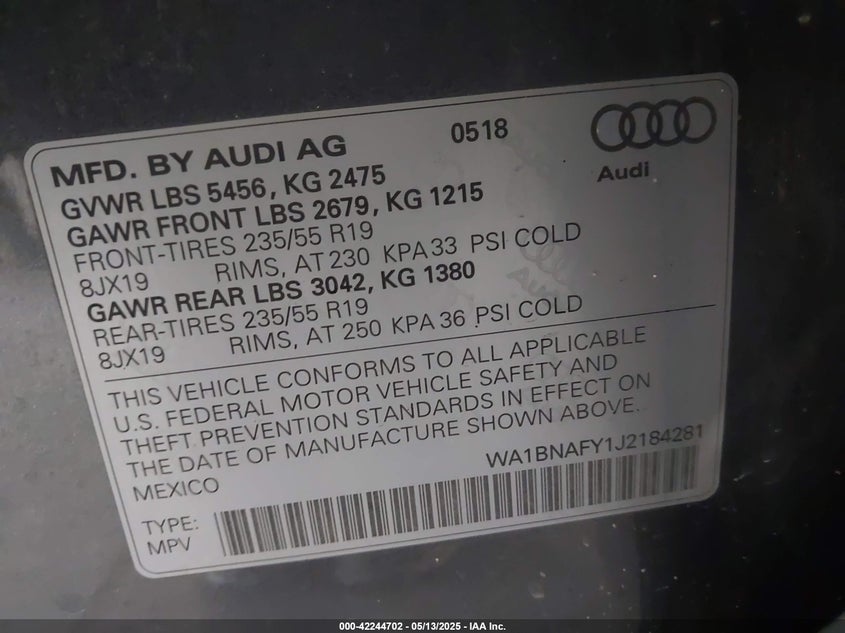 MFD. BY AUDI AG 0518
Audi
GVWR LBS 5456, KG 2475
GAWR FRONT LBS 2679, KG 1215
FRONT-TIRES 235/55 R19
8JX19 RIMS, AT 230 KPA 33 PSI COLD
GAWR REAR LBS 3042, KG 1380
REAR-TIRES 235/55 R19
8JX19 RIMS, AT 250 KPA 36 PSI COLD
THIS VEHICLE CONFORMS TO ALL APPLICABLE
U.S. FEDERAL MOTOR VEHICLE SAFETY AND
THEFT PREVENTION STANDARDS IN EFFECT ON
THE DATE OF MANUFACTURE SHOWN ABOVE.
MEXICO WA1BNAFY1J2184281
TYPE:
MPV
000-42244702 - 05/13/2025 - IAA Inc.